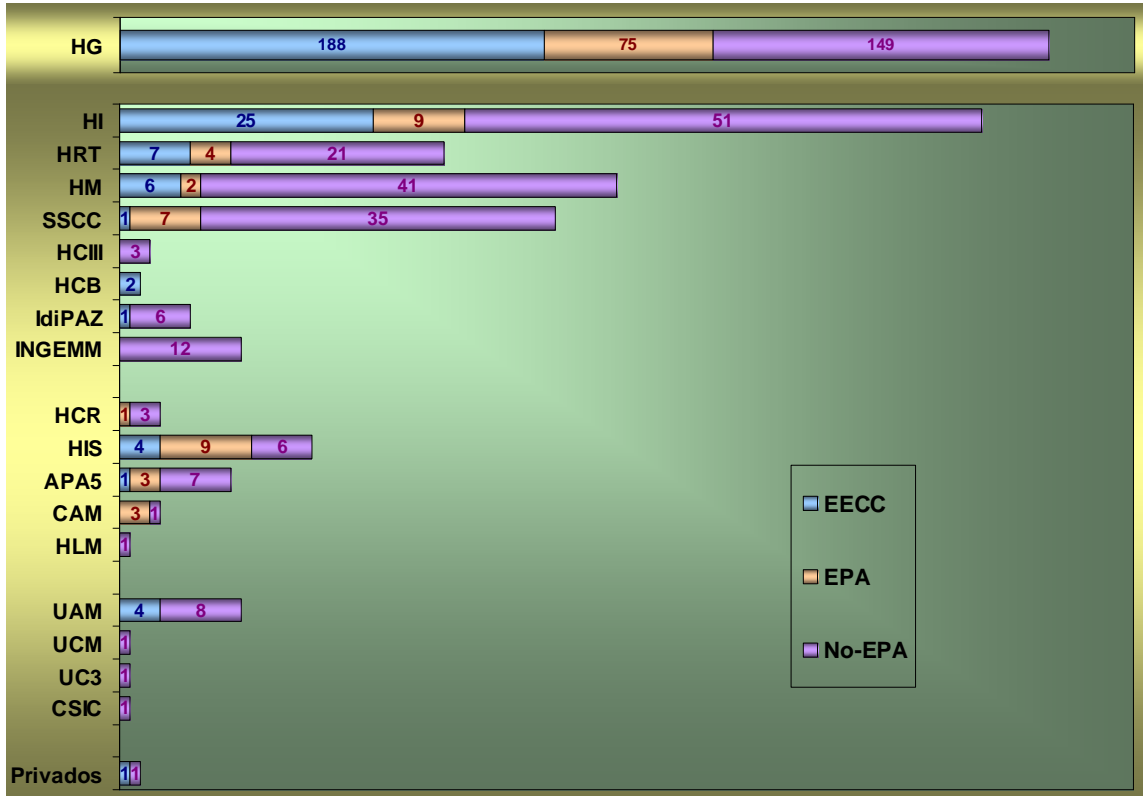 HG 188 75 149
HI 25 9 51
HRT 7 4 21
HM 6 2 41
SSCC 1 7 35
HCIII 3
HCB 2
IdiPAZ 1 6
INGEMM 12
HCR 1 3
HIS 4 9 6
APA5 1 3 7
CAM 3 1
HLM 1
UAM 4 8
UCM 1
UC3 1
CSIC 1
Privados 1 1
EECC
EPA
No-EPA